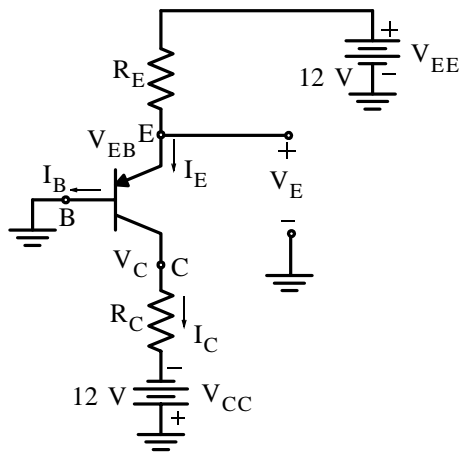 +
R_E
12 V
V_EE
−
V_EB
E
+
I_B
I_E
V_E
B
−
V_C
C
R_C
I_C
−
12 V
V_CC
+